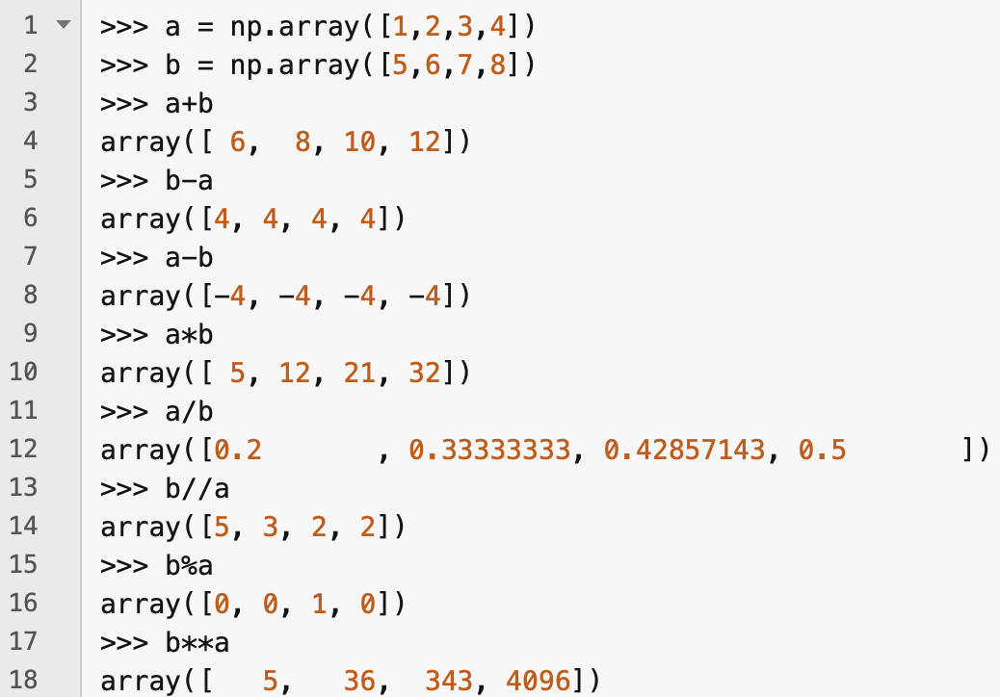 1 >>> a = np.array([1,2,3,4])
2 >>> b = np.array([5,6,7,8])
3 >>> a+b
4 array([ 6,  8, 10, 12])
5 >>> b-a
6 array([4, 4, 4, 4])
7 >>> a-b
8 array([-4, -4, -4, -4])
9 >>> a*b
10 array([ 5, 12, 21, 32])
11 >>> a/b
12 array([0.2       , 0.33333333, 0.42857143, 0.5       ])
13 >>> b//a
14 array([5, 3, 2, 2])
15 >>> b%a
16 array([0, 0, 1, 0])
17 >>> b**a
18 array([   5,   36,  343, 4096])